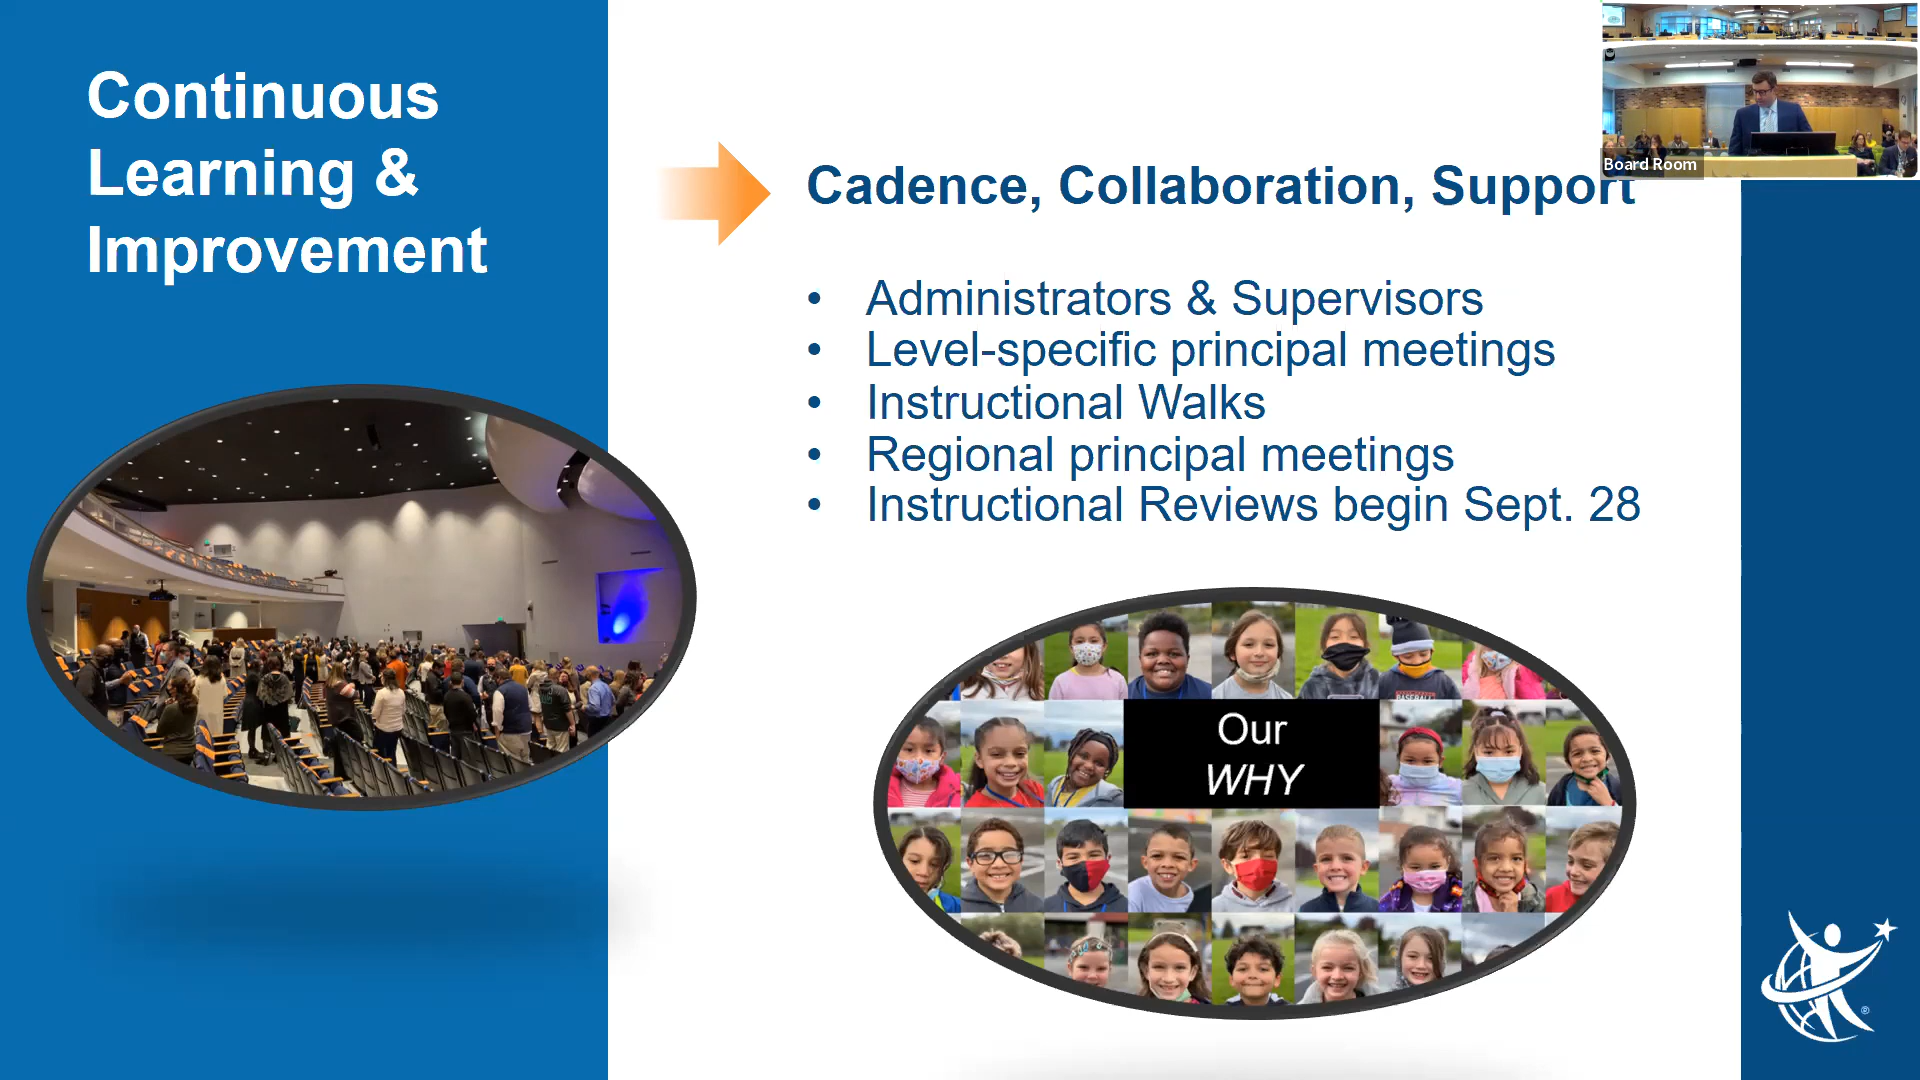 Continuous
Learning &
Improvement
Cadence, Collaboration, Support
• Administrators & Supervisors
• Level-specific principal meetings
• Instructional Walks
• Regional principal meetings
• Instructional Reviews begin Sept. 28
Our
WHY
BASEBALL
Board Room
®